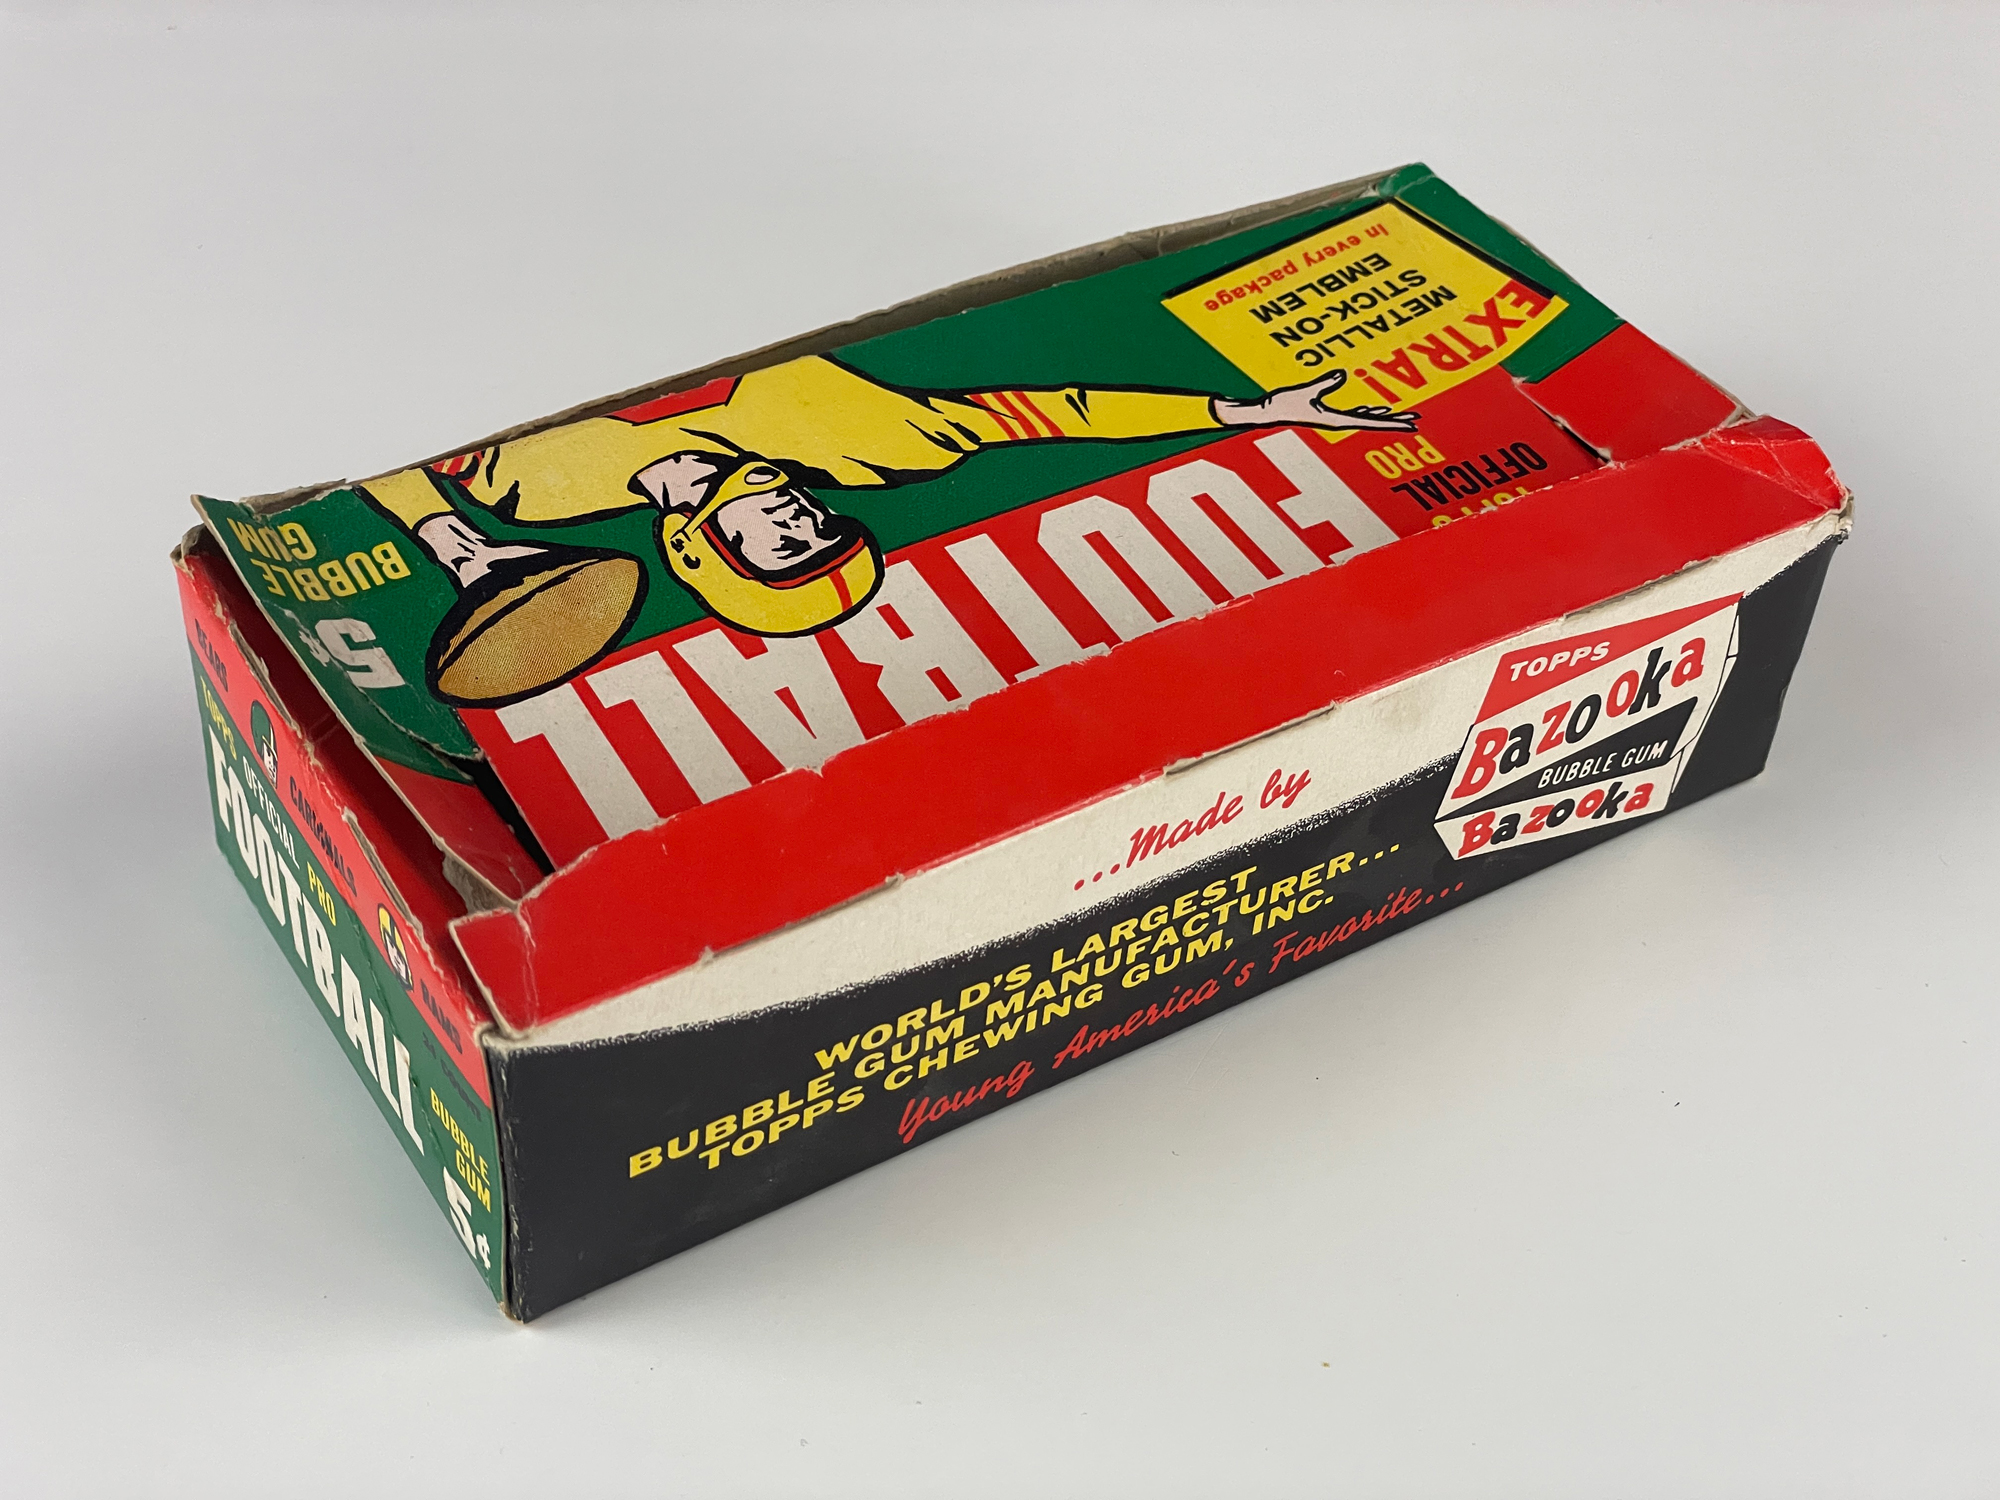 EXTRA!
METALLIC
STICK-ON
EMBLEM
In every package
OFFICIAL
PRO
BUBBLE
GUM
5¢
BEARS
CARDINALS
RAMS
24 COUNT
TOPPS OFFICIAL PRO
FOOTBALL
BUBBLE
GUM
5¢
...Made by
WORLD'S LARGEST
BUBBLE GUM MANUFACTURER...
TOPPS CHEWING GUM, INC.
Young America's Favorite...
TOPPS
Bazooka
BUBBLE GUM
Bazooka